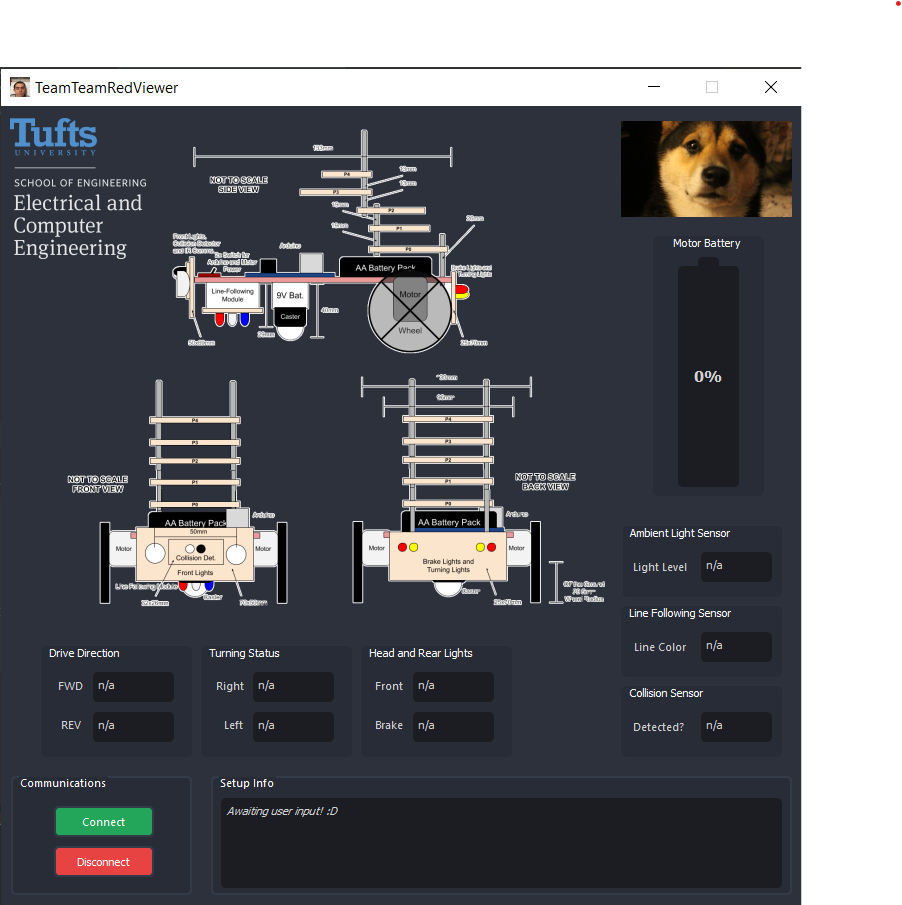 TeamTeamRedViewer
Tufts
UNIVERSITY
SCHOOL OF ENGINEERING
Electrical and
Computer
Engineering
NOT TO SCALE
SIDE VIEW
P4
P3
P2
P1
P0
Front Lights,
Collision Detector
and IR Comms.
2x Switch for
Arduino and Motor
Power
Arduino
AA Battery Pack
Brake Lights and
Turning Lights
Line-Following
Module
9V Bat.
Caster
Motor
Wheel
40mm
25x70mm
Motor Battery
0%
NOT TO SCALE
FRONT VIEW
P4
P3
P2
P1
P0
Arduino
AA Battery Pack
50mm
Motor
Motor
Collision Det.
Front Lights
Line Following Module
Caster
NOT TO SCALE
BACK VIEW
P4
P3
P2
P1
P0
Arduino
AA Battery Pack
Motor
Motor
Brake Lights and
Turning Lights
25x70mm
Ambient Light Sensor
Light Level
n/a
Line Following Sensor
Line Color
n/a
Collision Sensor
Detected?
n/a
Drive Direction
FWD
n/a
REV
n/a
Turning Status
Right
n/a
Left
n/a
Head and Rear Lights
Front
n/a
Brake
n/a
Communications
Connect
Disconnect
Setup Info
Awaiting user input! :D